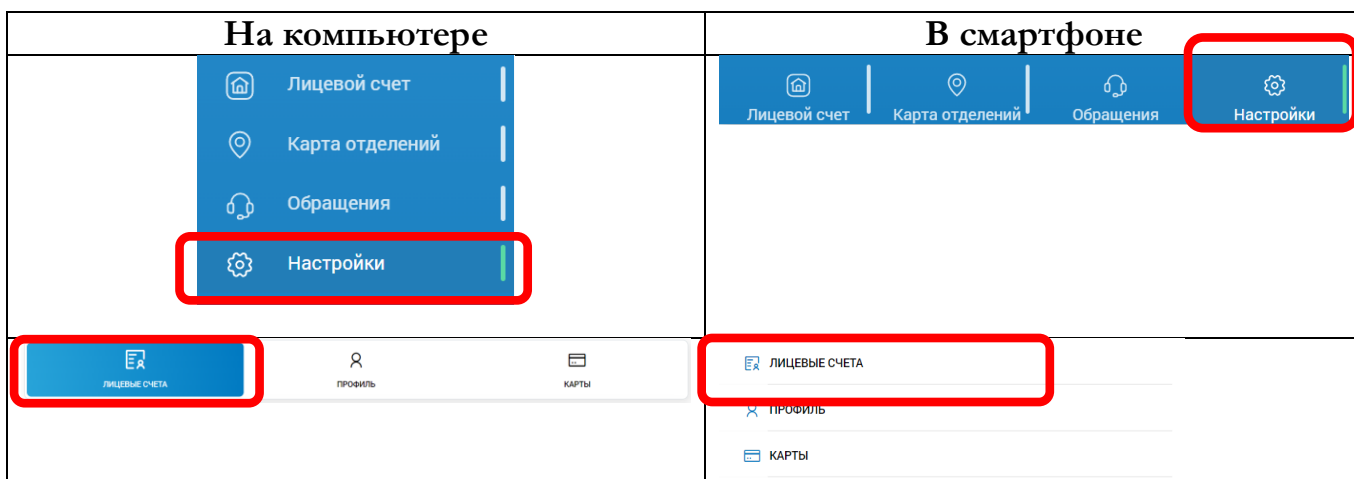 На компьютере
В смартфоне
Лицевой счет
Карта отделений
Обращения
Настройки
Лицевой счет
Карта отделений
Обращения
Настройки
ЛИЦЕВЫЕ СЧЕТА
ПРОФИЛЬ
КАРТЫ
ЛИЦЕВЫЕ СЧЕТА
ПРОФИЛЬ
КАРТЫ